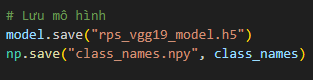 # Lưu mô hình
model.save("rps_vgg19_model.h5")
np.save("class_names.npy", class_names)